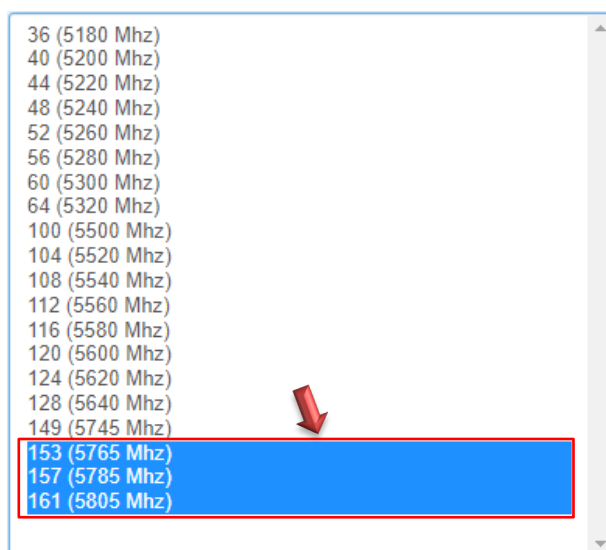 36 (5180 Mhz)
40 (5200 Mhz)
44 (5220 Mhz)
48 (5240 Mhz)
52 (5260 Mhz)
56 (5280 Mhz)
60 (5300 Mhz)
64 (5320 Mhz)
100 (5500 Mhz)
104 (5520 Mhz)
108 (5540 Mhz)
112 (5560 Mhz)
116 (5580 Mhz)
120 (5600 Mhz)
124 (5620 Mhz)
128 (5640 Mhz)
149 (5745 Mhz)
153 (5765 Mhz)
157 (5785 Mhz)
161 (5805 Mhz)